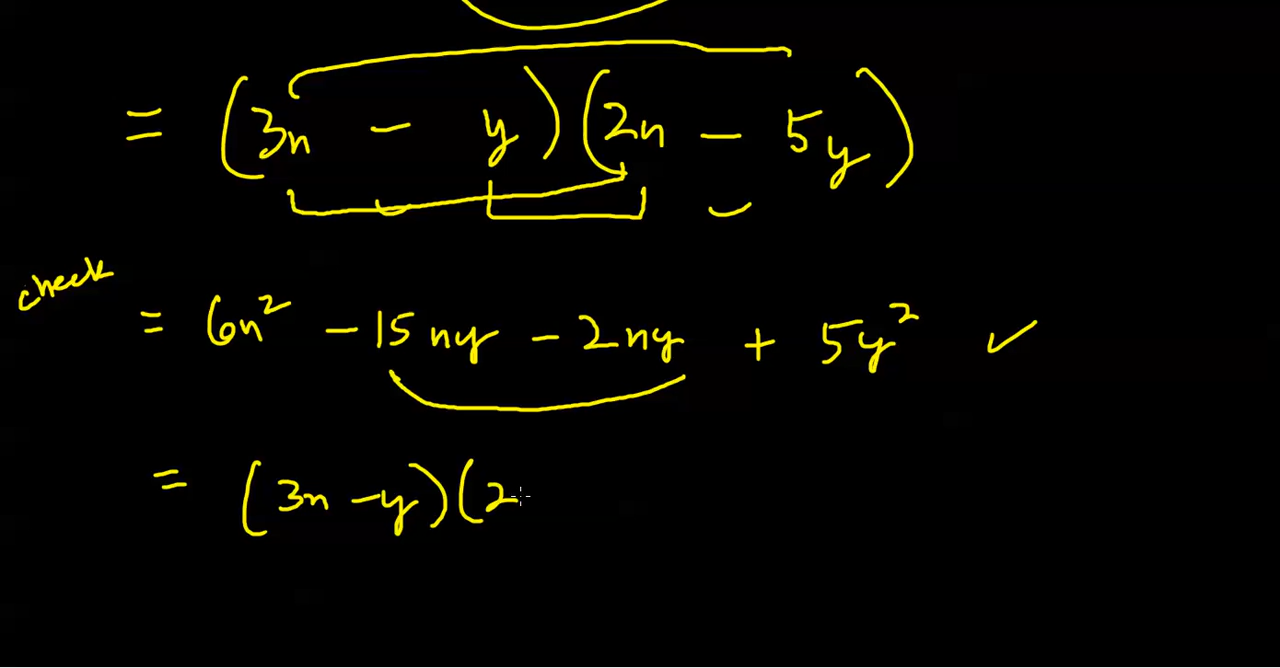 = (3n - y)(2n - 5y)
check
= 6n² - 15ny - 2ny + 5y² ✓
= (3n - y)(2